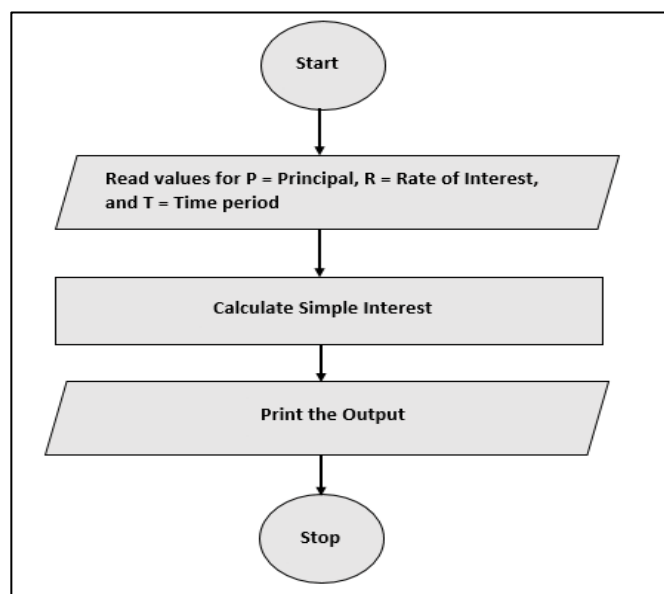 Start
Read values for P = Principal, R = Rate of Interest,
and T = Time period
Calculate Simple Interest
Print the Output
Stop